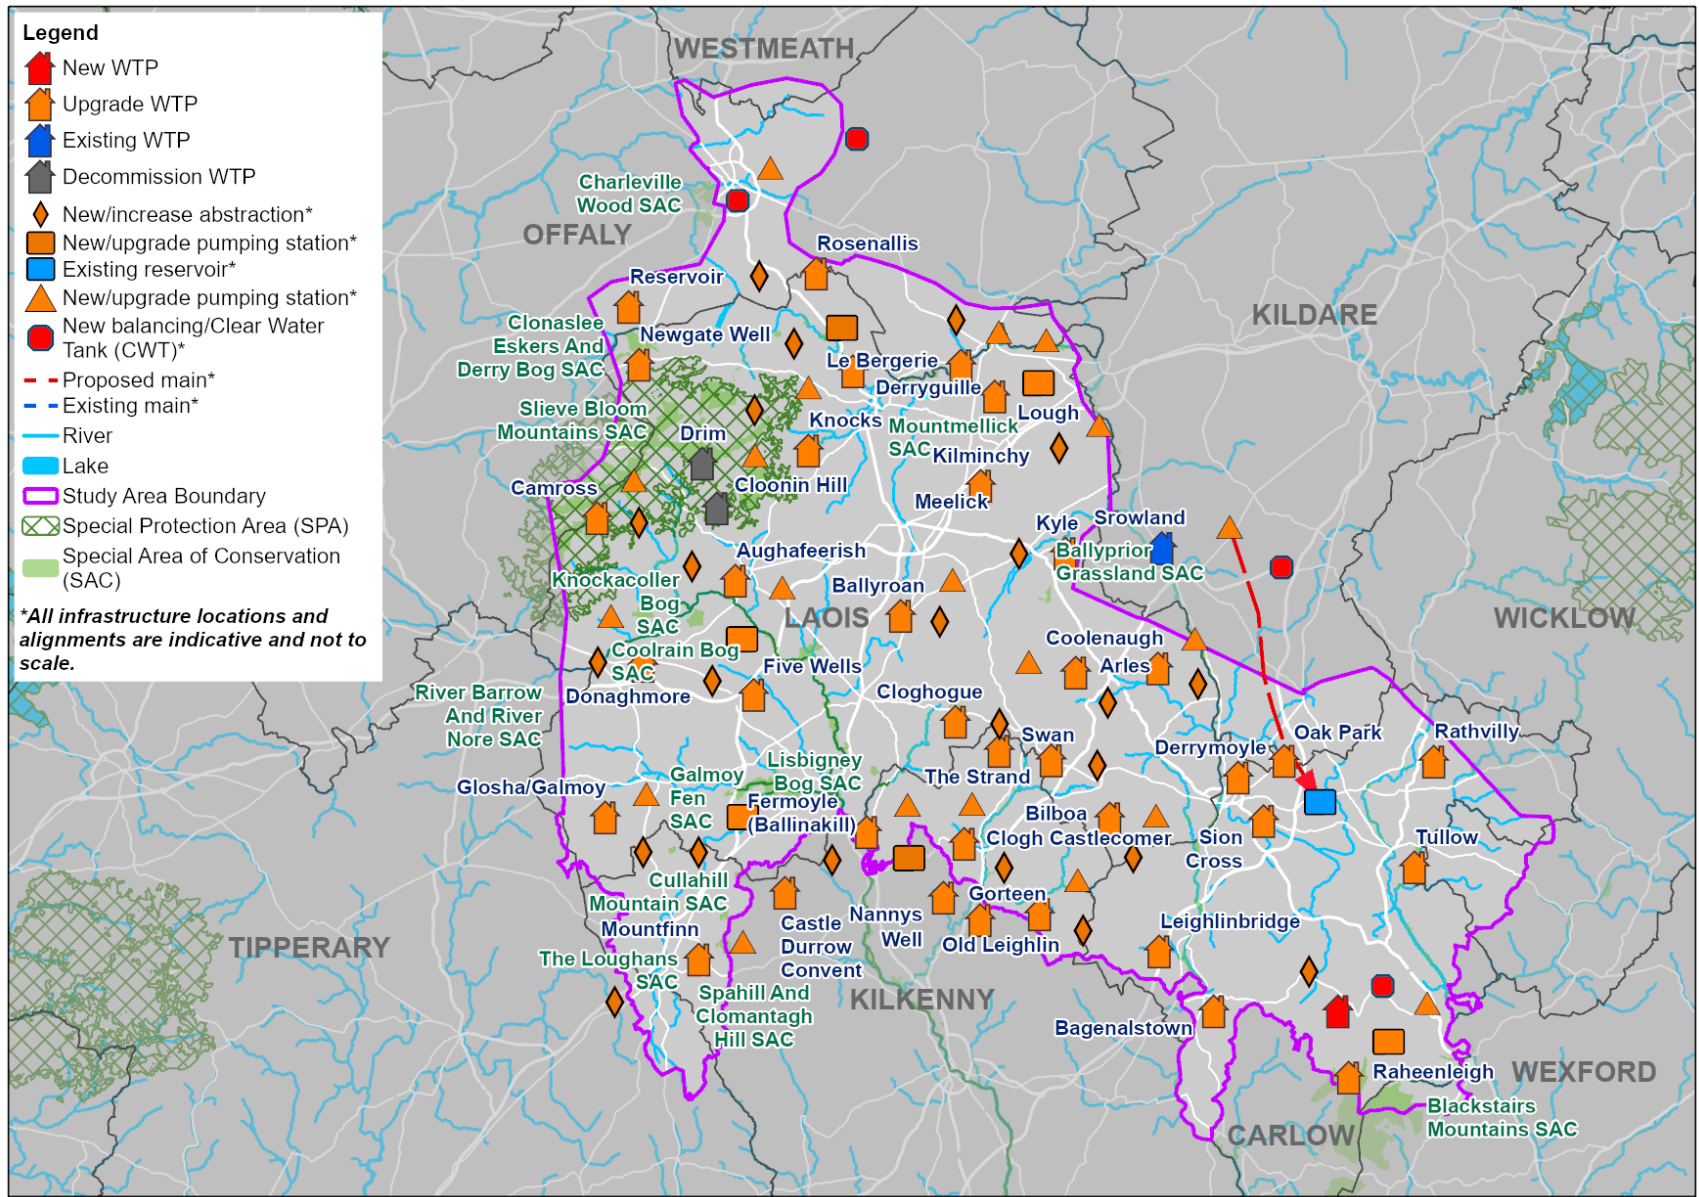 Legend
New WTP
Upgrade WTP
Existing WTP
Decommission WTP
New/increase abstraction*
New/upgrade pumping station*
Existing reservoir*
New/upgrade pumping station*
New balancing/Clear Water
Tank (CWT)*
Proposed main*
Existing main*
River
Lake
Study Area Boundary
Special Protection Area (SPA)
Special Area of Conservation
(SAC)
*All infrastructure locations and
alignments are indicative and not to
scale.
WESTMEATH
Charleville
Wood SAC
OFFALY
Rosenallis
Reservoir
KILDARE
Clonaslee
Eskers And
Derry Bog SAC
Newgate Well
Le Bergerie
Derryguille
Slieve Bloom
Mountains SAC
Knocks
Lough
Mountmellick
SAC
Drim
Kilminchy
Camross
Cloonin Hill
Meelick
Kyle
Srowland
Aughafeerish
Ballyprior
Grassland SAC
Knockacoller
Bog
SAC
Ballyroan
LAOIS
WICKLOW
Coolrain Bog
SAC
Coolenaugh
Five Wells
Arles
Donaghmore
River Barrow
And River
Nore SAC
Cloghogue
Swan
Oak Park
Rathvilly
Derrymoyle
Lisbigney
Bog SAC
The Strand
Galmoy
Fen
SAC
Glosha/Galmoy
Fermoyle
(Ballinakill)
Bilboa
Clogh Castlecomer
Sion
Cross
Tullow
Cullahill
Mountain SAC
Gorteen
Mountfinn
Castle
Durrow
Convent
Nannys
Well
Old Leighlin
Leighlinbridge
TIPPERARY
The Loughans
SAC
Spahill And
Clomantagh
Hill SAC
KILKENNY
Bagenalstown
Raheenleigh
WEXFORD
Blackstairs
Mountains SAC
CARLOW